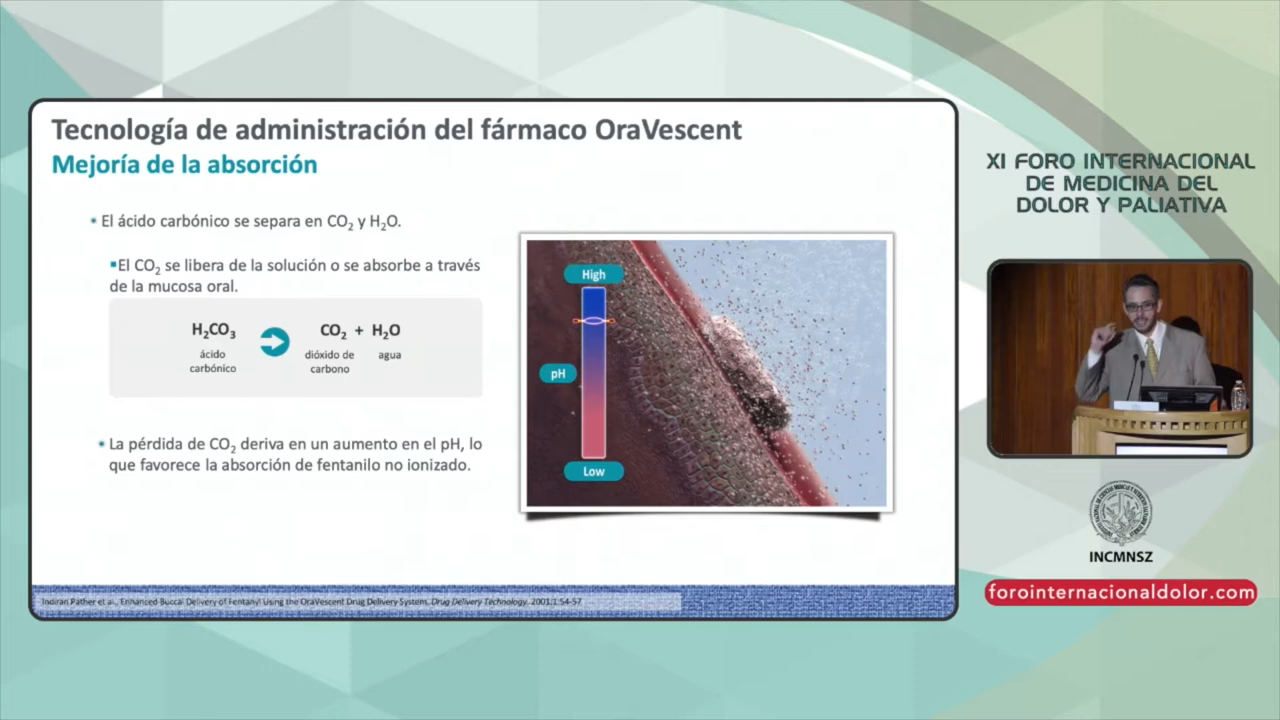 Tecnología de administración del fármaco OraVescent
Mejoría de la absorción
• El ácido carbónico se separa en CO₂ y H₂O.
▪El CO₂ se libera de la solución o se absorbe a través
de la mucosa oral.
H₂CO₃
CO₂ + H₂O
ácido
carbónico
dióxido de
carbono
agua
• La pérdida de CO₂ deriva en un aumento en el pH, lo
que favorece la absorción de fentanilo no ionizado.
High
pH
Low
Indiran Pather et al., Enhanced Buccal Delivery of Fentanyl Using the OraVescent Drug Delivery System. Drug Delivery Technology. 2001;1:54-57
XI FORO INTERNACIONAL
DE MEDICINA DEL
DOLOR Y PALIATIVA
INCMNSZ
forointernacionaldolor.com